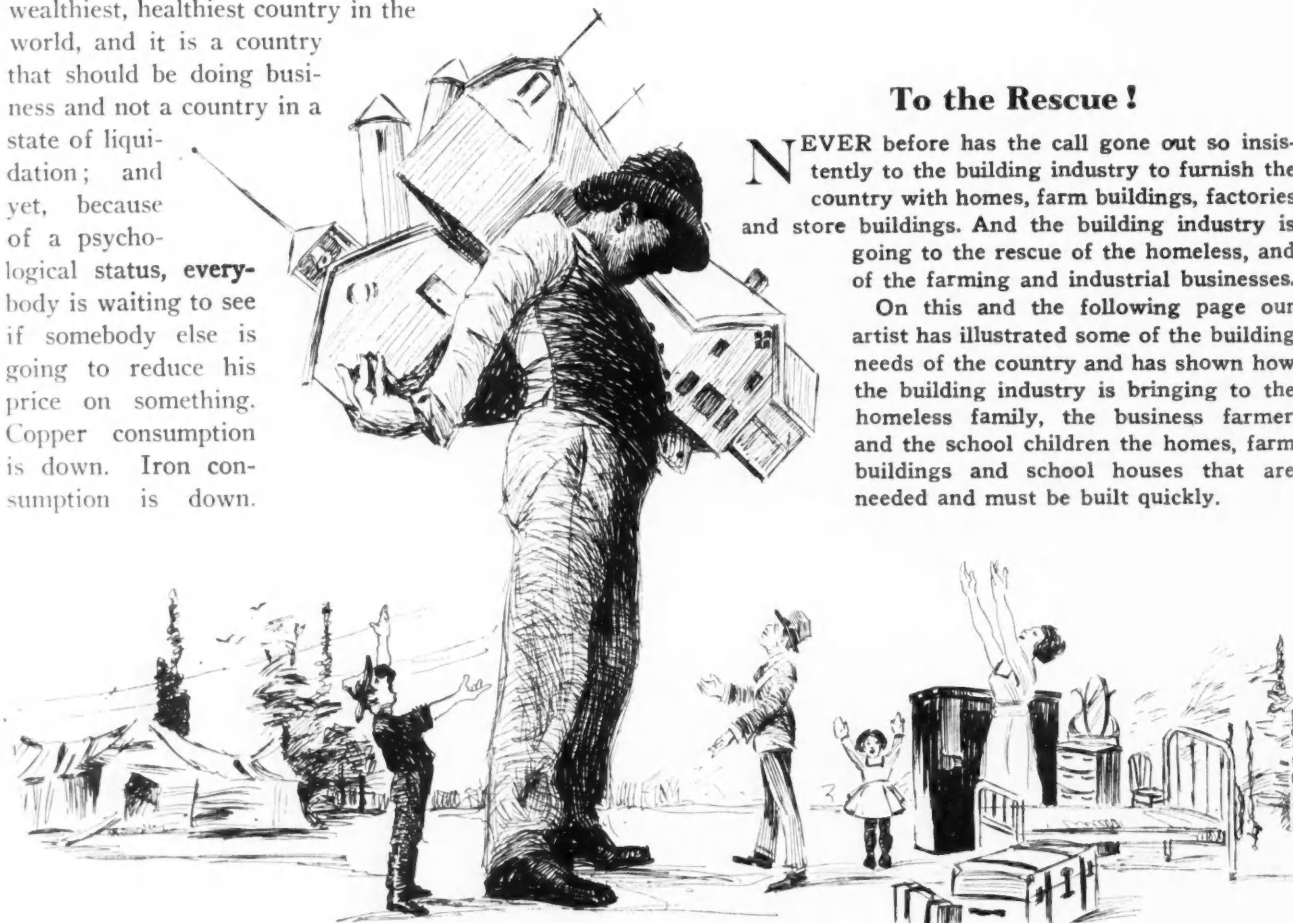 wealthiest, healthiest country in the
world, and it is a country
that should be doing busi-
ness and not a country in a
state of liqui-
dation; and
yet, because
of a psycho-
logical status, every-
body is waiting to see
if somebody else is
going to reduce his
price on something.
Copper consumption
is down. Iron con-
sumption is down.
To the Rescue!
NEVER before has the call gone out so insis-
tently to the building industry to furnish the
country with homes, farm buildings, factories
and store buildings. And the building industry is
going to the rescue of the homeless, and
of the farming and industrial businesses.
On this and the following page our
artist has illustrated some of the building
needs of the country and has shown how
the building industry is bringing to the
homeless family, the business farmer
and the school children the homes, farm
buildings and school houses that are
needed and must be built quickly.